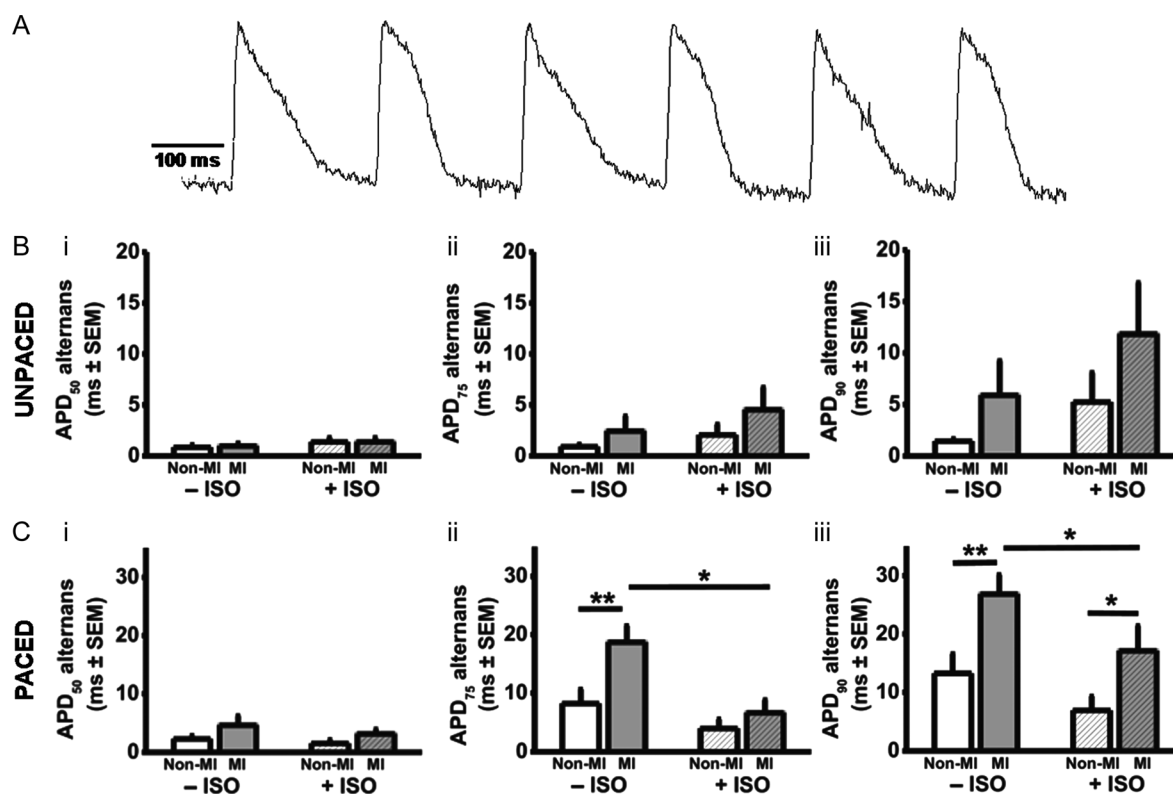 A
100 ms
B i ii iii
UNPACED
APD50 alternans
(ms ± SEM)
20
15
10
5
0
Non-MI MI Non-MI MI
– ISO + ISO
APD75 alternans
(ms ± SEM)
20
15
10
5
0
Non-MI MI Non-MI MI
– ISO + ISO
APD90 alternans
(ms ± SEM)
20
15
10
5
0
Non-MI MI Non-MI MI
– ISO + ISO
C i ii iii
PACED
APD50 alternans
(ms ± SEM)
30
20
10
0
Non-MI MI Non-MI MI
– ISO + ISO
APD75 alternans
(ms ± SEM)
30
20
10
0
** *
Non-MI MI Non-MI MI
– ISO + ISO
APD90 alternans
(ms ± SEM)
30
20
10
0
** *
*
Non-MI MI Non-MI MI
– ISO + ISO